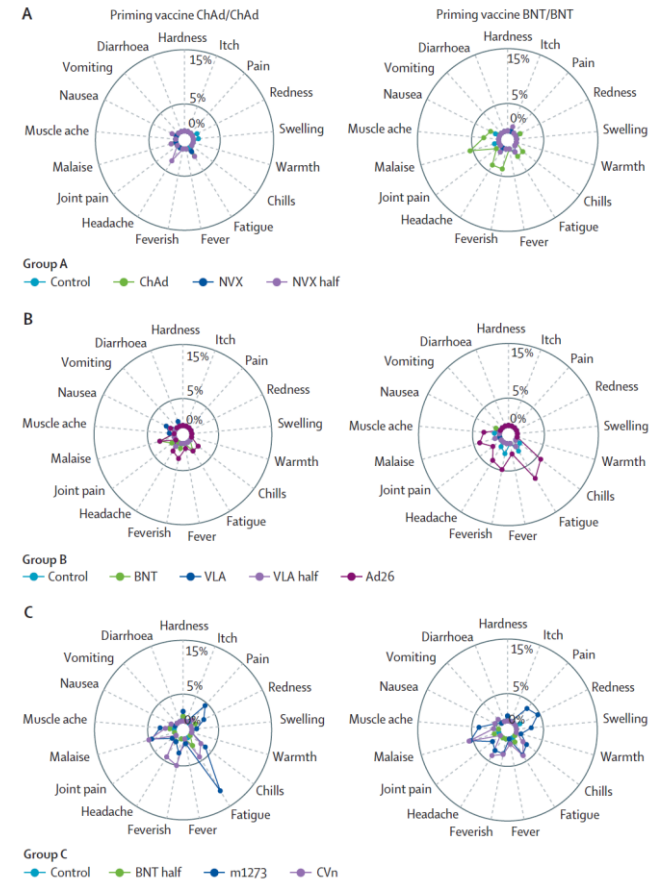 A
Priming vaccine ChAd/ChAd
Priming vaccine BNT/BNT
Hardness
Itch
Pain
Redness
Swelling
Warmth
Chills
Fatigue
Fever
Feverish
Headache
Joint pain
Malaise
Muscle ache
Nausea
Vomiting
Diarrhoea
15%
5%
0%
Hardness
Itch
Pain
Redness
Swelling
Warmth
Chills
Fatigue
Fever
Feverish
Headache
Joint pain
Malaise
Muscle ache
Nausea
Vomiting
Diarrhoea
15%
5%
0%
Group A
Control ChAd NVX NVX half
B
Hardness
Itch
Pain
Redness
Swelling
Warmth
Chills
Fatigue
Fever
Feverish
Headache
Joint pain
Malaise
Muscle ache
Nausea
Vomiting
Diarrhoea
15%
5%
0%
Hardness
Itch
Pain
Redness
Swelling
Warmth
Chills
Fatigue
Fever
Feverish
Headache
Joint pain
Malaise
Muscle ache
Nausea
Vomiting
Diarrhoea
15%
5%
0%
Group B
Control BNT VLA VLA half Ad26
C
Hardness
Itch
Pain
Redness
Swelling
Warmth
Chills
Fatigue
Fever
Feverish
Headache
Joint pain
Malaise
Muscle ache
Nausea
Vomiting
Diarrhoea
15%
5%
0%
Hardness
Itch
Pain
Redness
Swelling
Warmth
Chills
Fatigue
Fever
Feverish
Headache
Joint pain
Malaise
Muscle ache
Nausea
Vomiting
Diarrhoea
15%
5%
0%
Group C
Control BNT half m1273 CVn